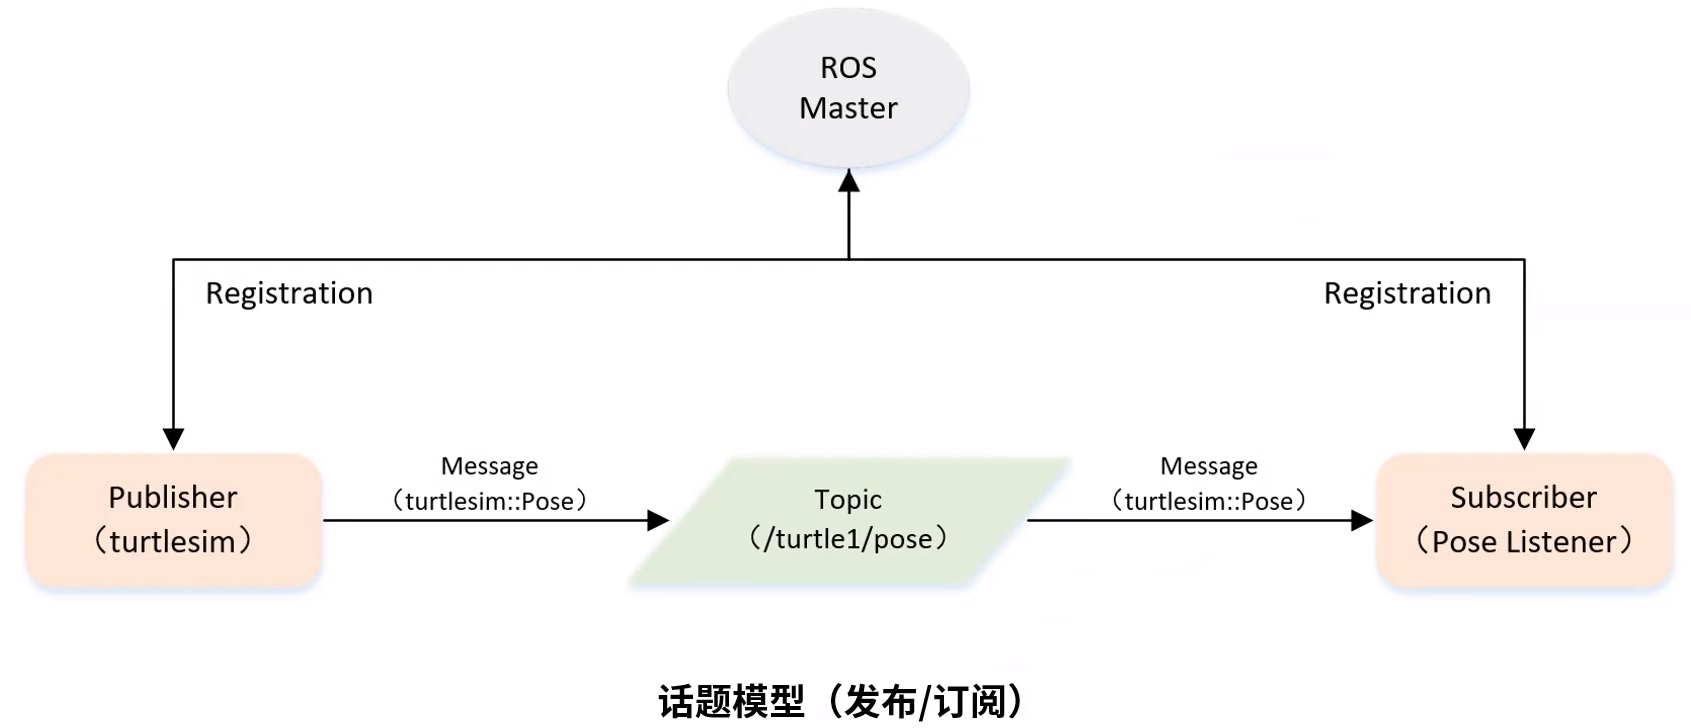 ROS
Master
Registration
Registration
Publisher
（turtlesim）
Message
（turtlesim::Pose）
Topic
（/turtle1/pose）
Message
（turtlesim::Pose）
Subscriber
（Pose Listener）
话题模型（发布/订阅）